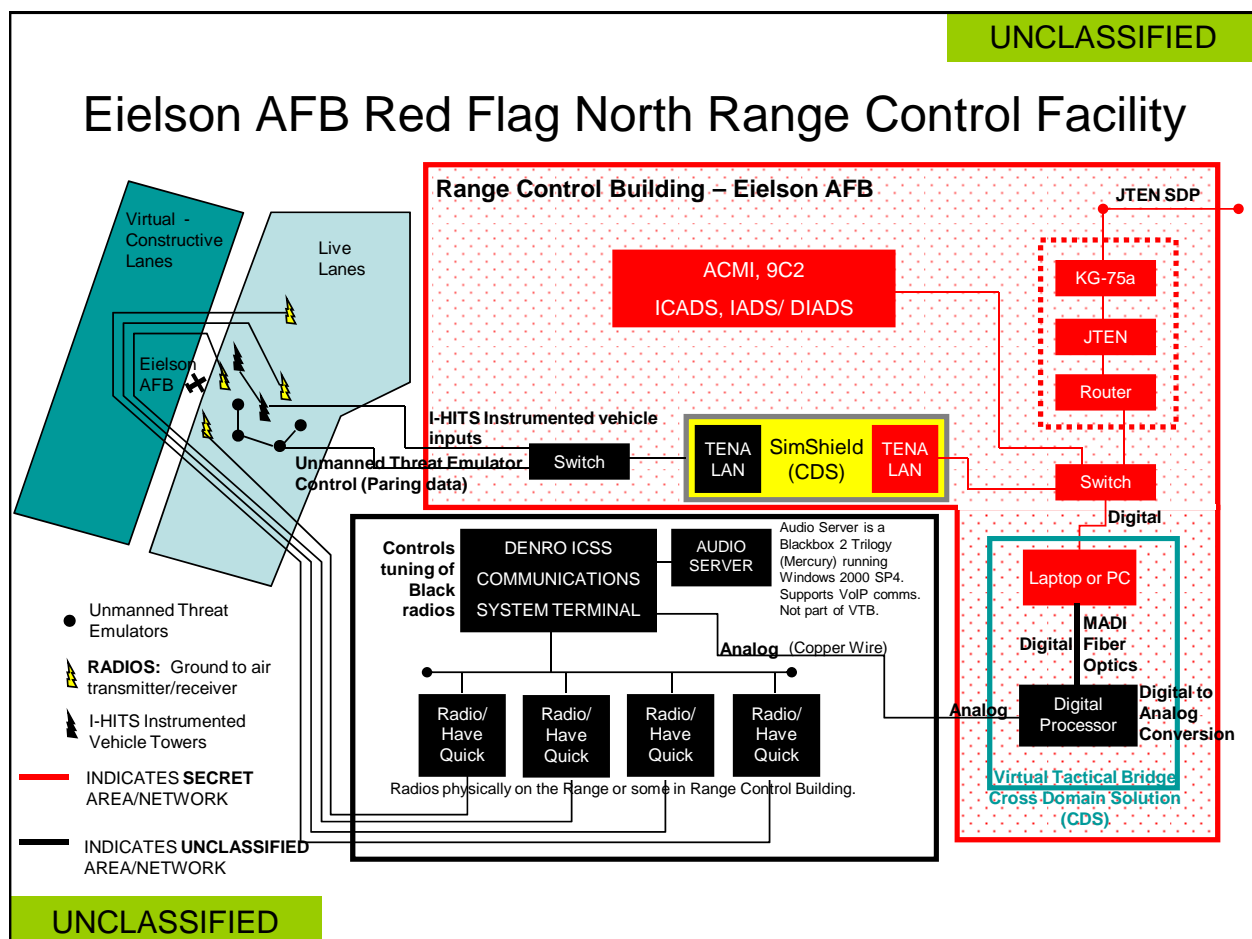 UNCLASSIFIED
Eielson AFB Red Flag North Range Control Facility
Virtual -
Constructive
Lanes
Live
Lanes
Eielson
AFB
Range Control Building – Eielson AFB
JTEN SDP
ACMI, 9C2
ICADS, IADS/ DIADS
KG-75a
JTEN
Router
I-HITS Instrumented vehicle
inputs
Unmanned Threat Emulator
Control (Paring data)
Switch
TENA
LAN
SimShield
(CDS)
TENA
LAN
Switch
Digital
Controls
tuning of
Black
radios
DENRO ICSS
COMMUNICATIONS
SYSTEM TERMINAL
AUDIO
SERVER
Audio Server is a
Blackbox 2 Trilogy
(Mercury) running
Windows 2000 SP4.
Supports VoIP comms.
Not part of VTB.
Laptop or PC
Digital
MADI
Fiber
Optics
Analog (Copper Wire)
Analog
Digital
Processor
Digital to
Analog
Conversion
Virtual Tactical Bridge
Cross Domain Solution
(CDS)
Radio/
Have
Quick
Radio/
Have
Quick
Radio/
Have
Quick
Radio/
Have
Quick
Radios physically on the Range or some in Range Control Building.
Unmanned Threat
Emulators
RADIOS: Ground to air
transmitter/receiver
I-HITS Instrumented
Vehicle Towers
INDICATES SECRET
AREA/NETWORK
INDICATES UNCLASSIFIED
AREA/NETWORK
UNCLASSIFIED